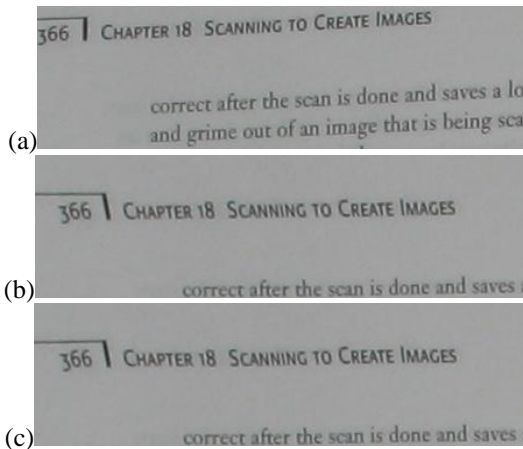 366 CHAPTER 18 SCANNING TO CREATE IMAGES
correct after the scan is done and saves a lo
and grime out of an image that is being sca
(a)
366 CHAPTER 18 SCANNING TO CREATE IMAGES
correct after the scan is done and saves
(b)
366 CHAPTER 18 SCANNING TO CREATE IMAGES
correct after the scan is done and saves
(c)